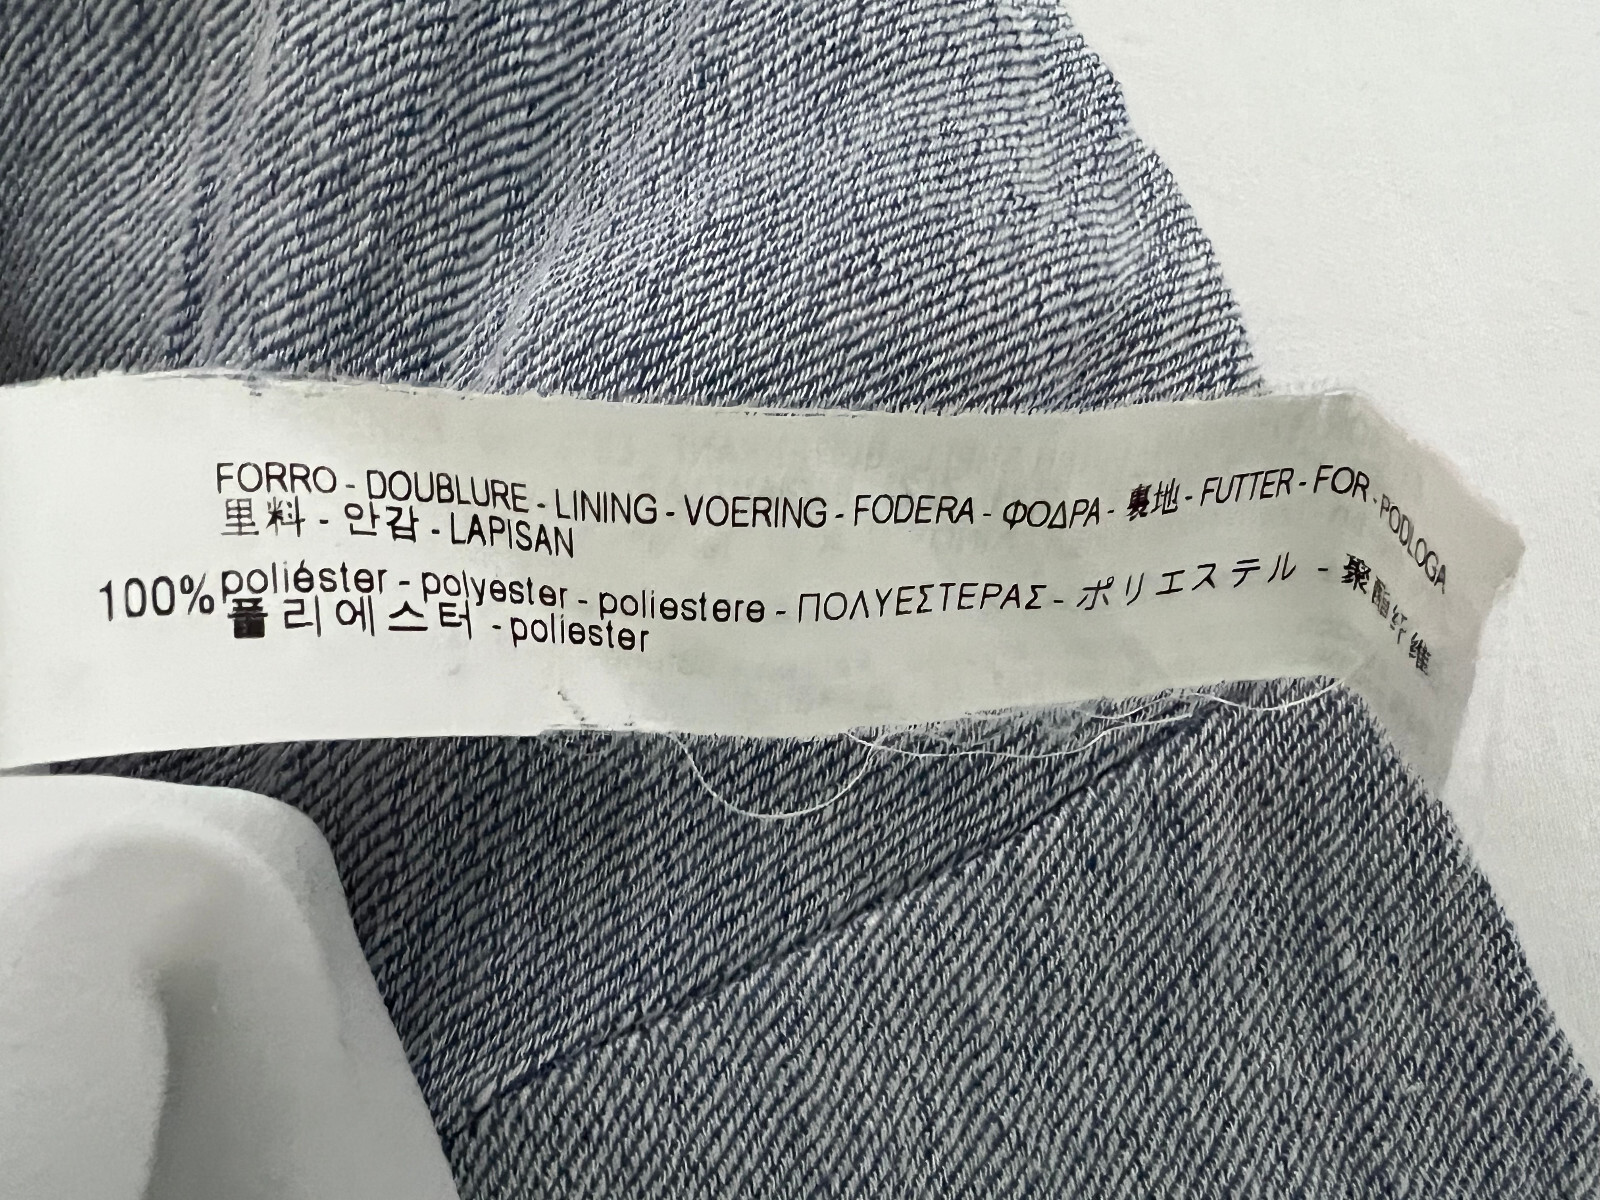 FORRO - DOUBLURE - LINING - VOERING - FODERA - ΦΟΔΡΑ - 裏地 - FUTTER - FOR - PODLOGA
里料 - 안감 - LAPISAN
100% poliéster - polyester - poliestere - ΠΟΛΥΕΣΤΕΡΑΣ - ポリエステル - 聚酯纤维
폴리에스터 - poliester